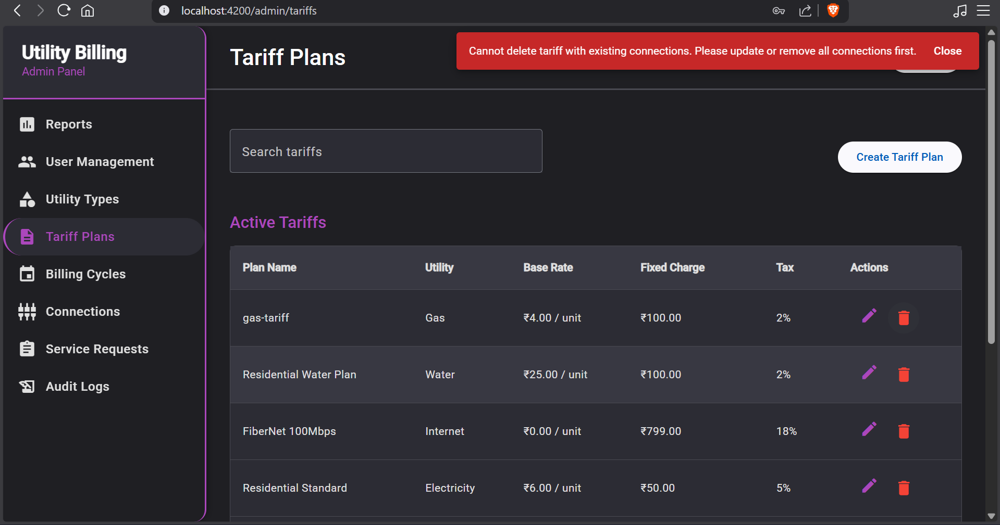 localhost:4200/admin/tariffs
Utility Billing
Admin Panel
Reports
User Management
Utility Types
Tariff Plans
Billing Cycles
Connections
Service Requests
Audit Logs
Tariff Plans
Cannot delete tariff with existing connections. Please update or remove all connections first. Close
Search tariffs
Create Tariff Plan
Active Tariffs
Plan Name Utility Base Rate Fixed Charge Tax Actions
gas-tariff Gas ₹4.00 / unit ₹100.00 2%
Residential Water Plan Water ₹25.00 / unit ₹100.00 2%
FiberNet 100Mbps Internet ₹0.00 / unit ₹799.00 18%
Residential Standard Electricity ₹6.00 / unit ₹50.00 5%